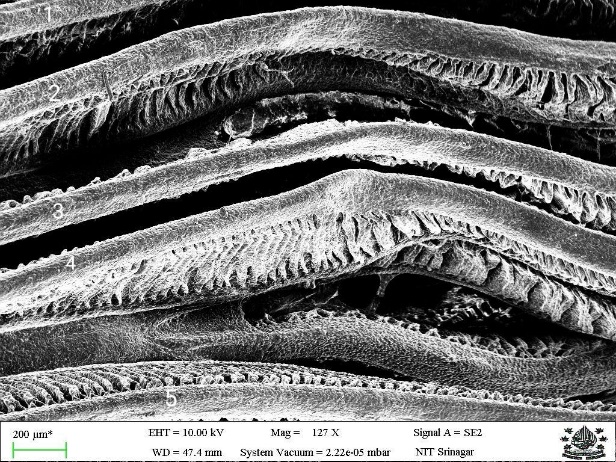 1
2
3
4
5
200 µm*
EHT = 10.00 kV
Mag = 127 X
Signal A = SE2
WD = 47.4 mm
System Vacuum = 2.22e-05 mbar
NIT Srinagar